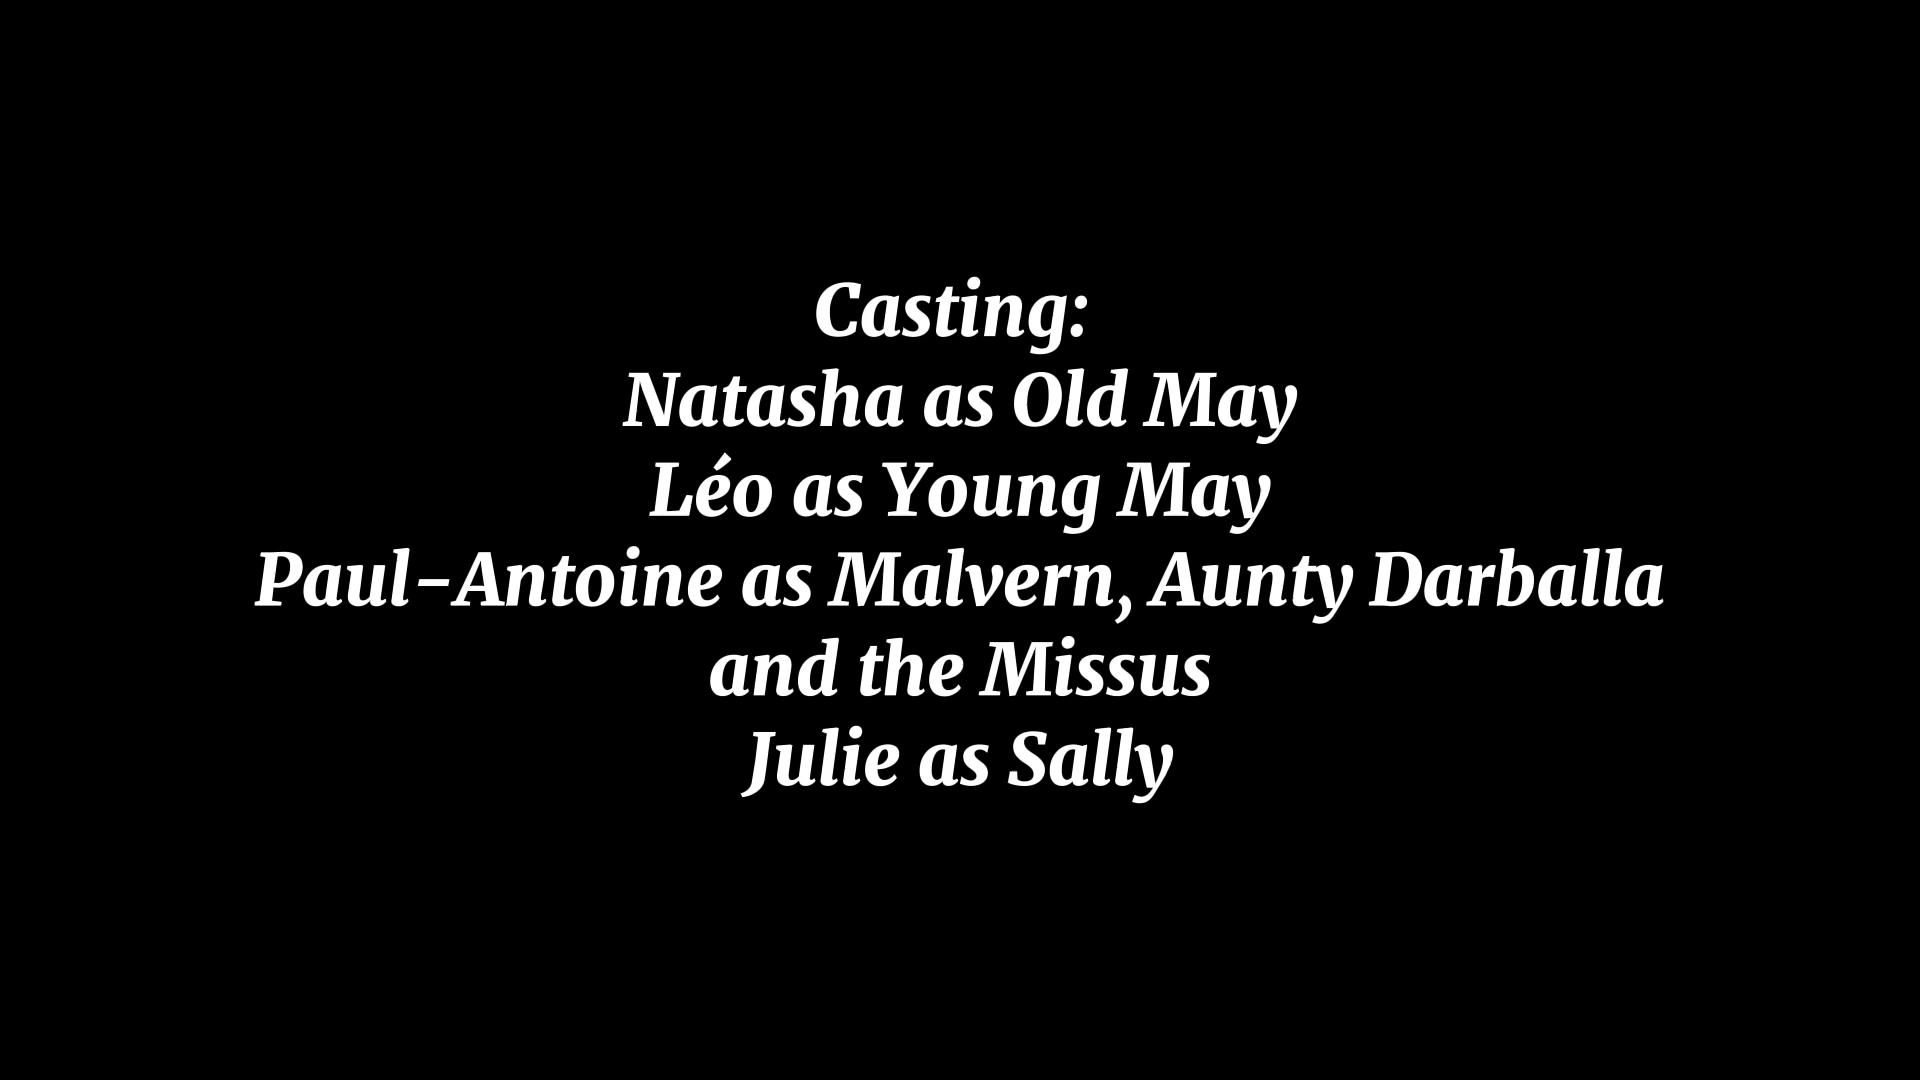 Casting:
Natasha as Old May
Léo as Young May
Paul-Antoine as Malvern, Aunty Darballa
and the Missus
Julie as Sally